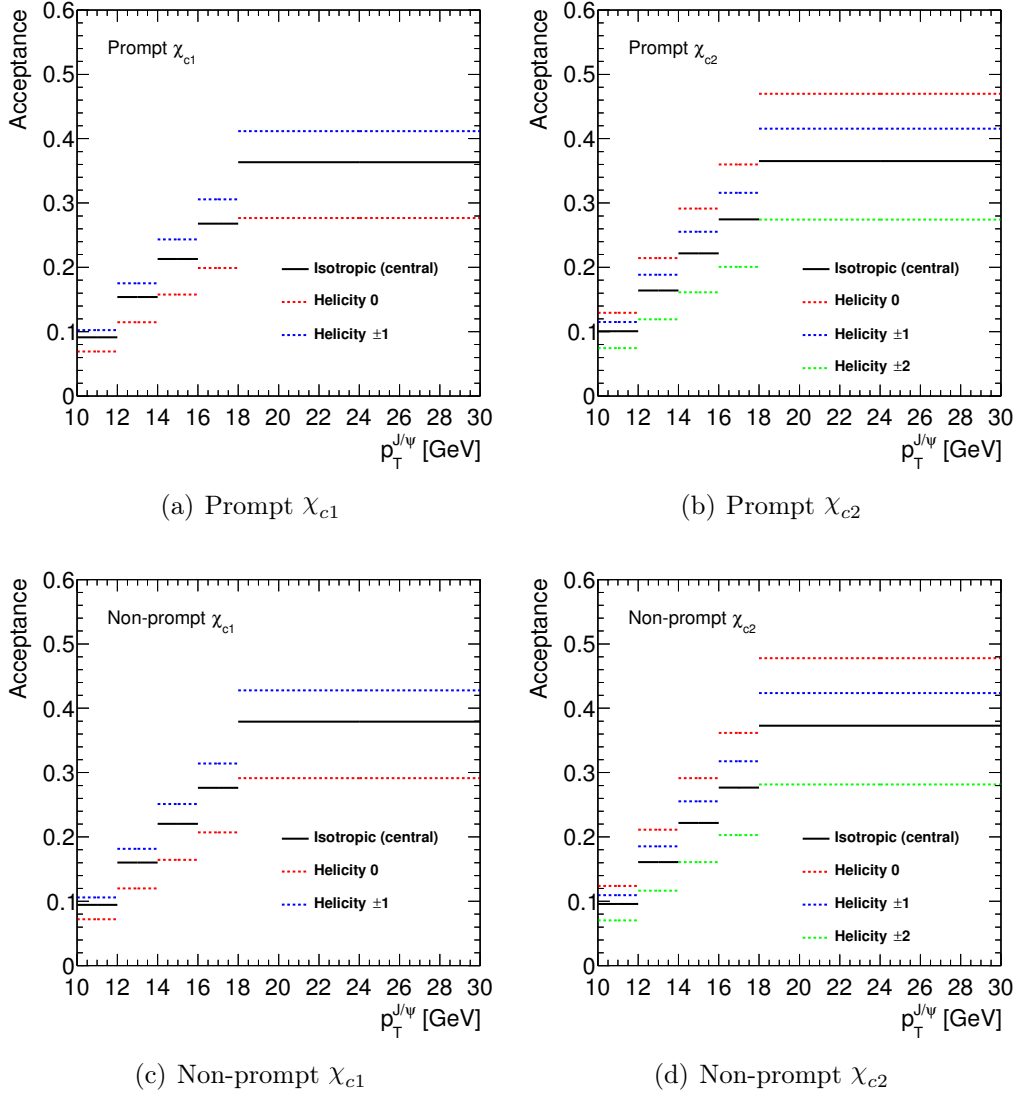 Acceptance
0.6
0.5
0.4
0.3
0.2
0.1
0
Prompt χc1
Isotropic (central)
Helicity 0
Helicity ±1
10 12 14 16 18 20 22 24 26 28 30
p_T^{J/ψ} [GeV]
(a) Prompt χc1
Acceptance
0.6
0.5
0.4
0.3
0.2
0.1
0
Prompt χc2
Isotropic (central)
Helicity 0
Helicity ±1
Helicity ±2
10 12 14 16 18 20 22 24 26 28 30
p_T^{J/ψ} [GeV]
(b) Prompt χc2
Acceptance
0.6
0.5
0.4
0.3
0.2
0.1
0
Non-prompt χc1
Isotropic (central)
Helicity 0
Helicity ±1
10 12 14 16 18 20 22 24 26 28 30
p_T^{J/ψ} [GeV]
(c) Non-prompt χc1
Acceptance
0.6
0.5
0.4
0.3
0.2
0.1
0
Non-prompt χc2
Isotropic (central)
Helicity 0
Helicity ±1
Helicity ±2
10 12 14 16 18 20 22 24 26 28 30
p_T^{J/ψ} [GeV]
(d) Non-prompt χc2